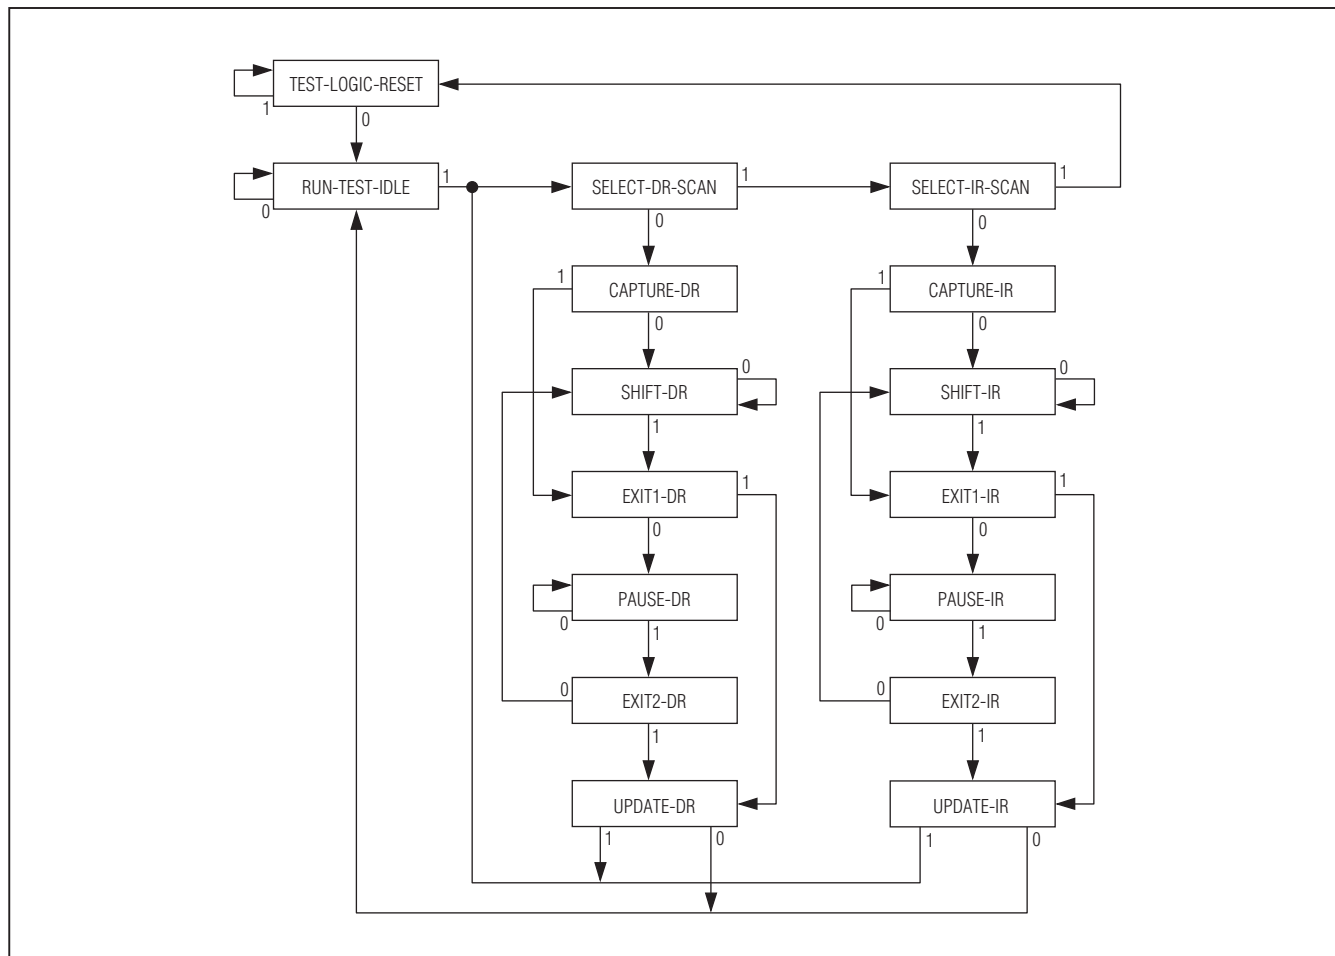 TEST-LOGIC-RESET
1
0
RUN-TEST-IDLE
1
0
SELECT-DR-SCAN
1
0
SELECT-IR-SCAN
1
0
1
CAPTURE-DR
0
1
CAPTURE-IR
0
SHIFT-DR
0
1
SHIFT-IR
0
1
EXIT1-DR
1
0
EXIT1-IR
1
0
PAUSE-DR
0
1
PAUSE-IR
0
1
0
EXIT2-DR
1
0
EXIT2-IR
1
UPDATE-DR
1
0
UPDATE-IR
1
0